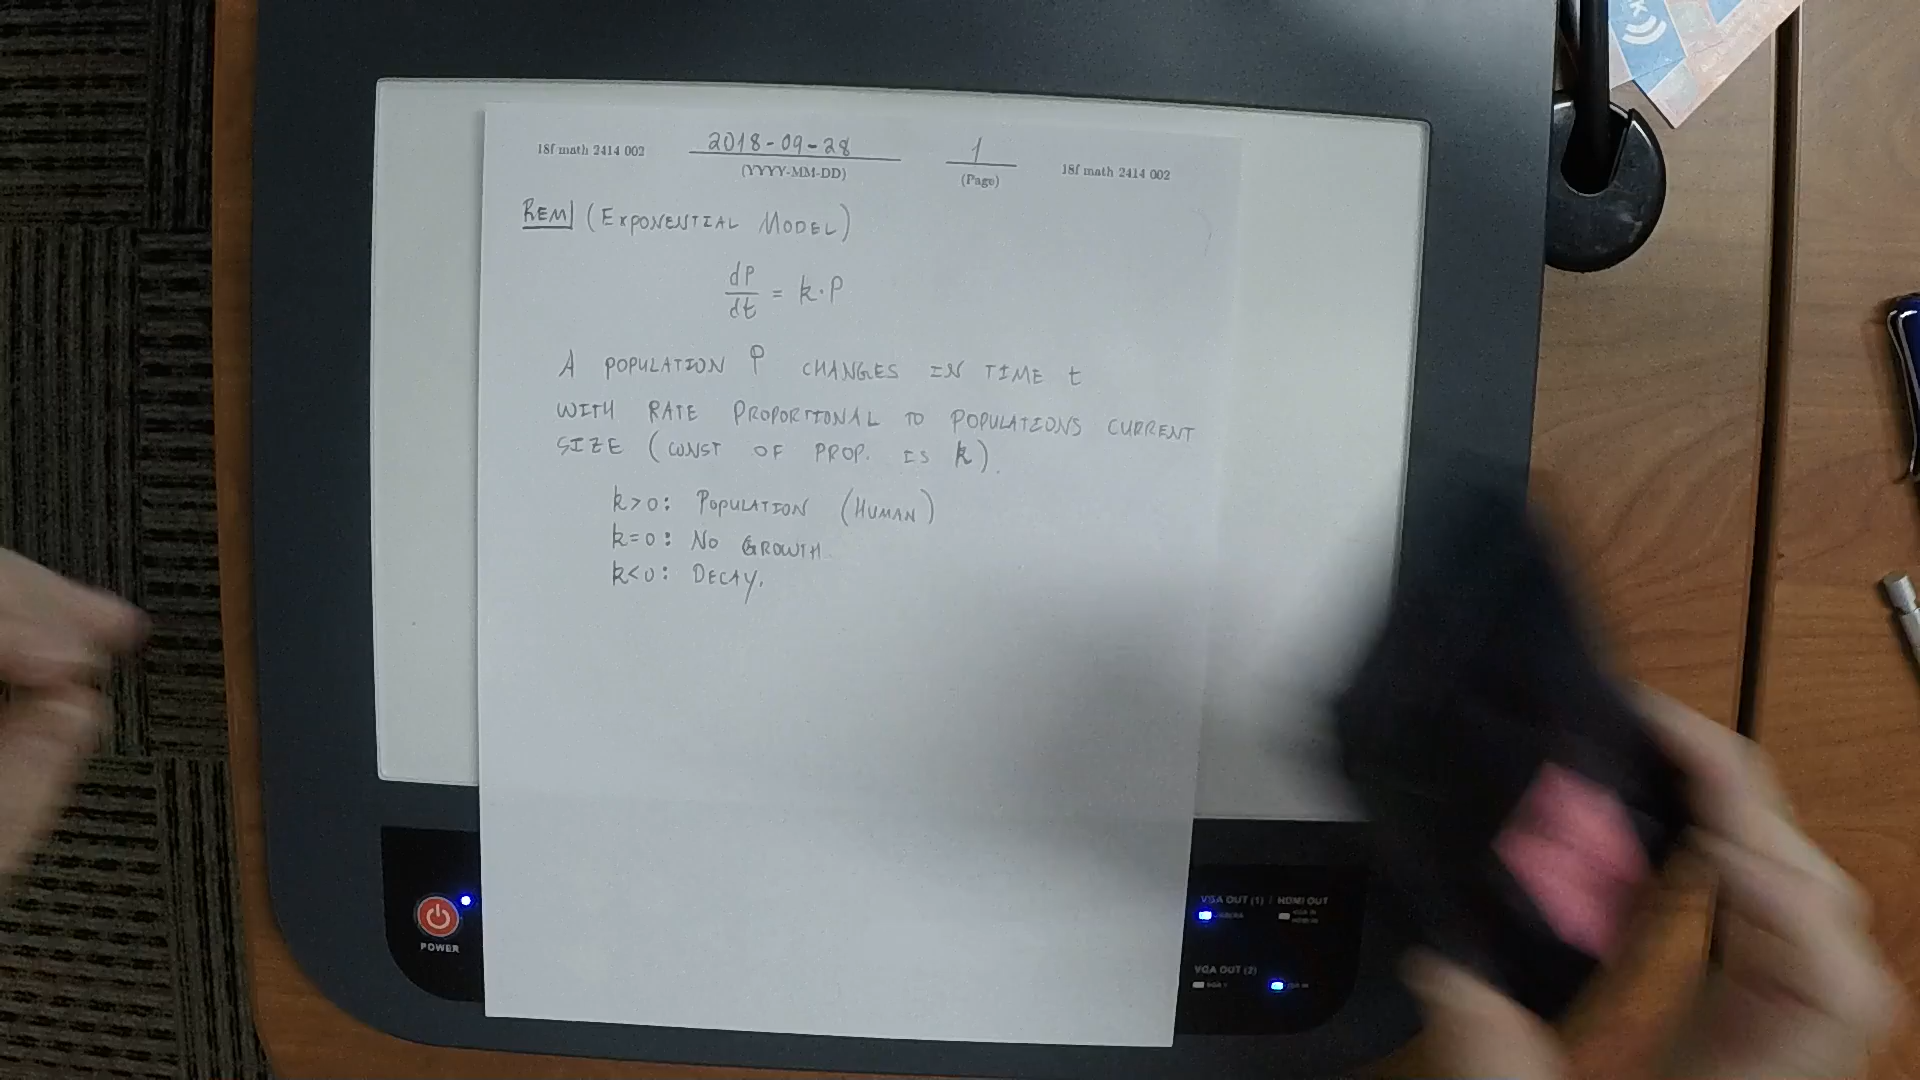 18f math 2414 002 2018-09-28 1 18f math 2414 002
(YYYY-MM-DD) (Page)
REM (EXPONENTIAL MODEL)
dP/dt = k·P
A POPULATION P CHANGES IN TIME t
WITH RATE PROPORTIONAL TO POPULATIONS CURRENT
SIZE (CONST OF PROP. IS k).
k>0: POPULATION (HUMAN)
k=0: NO GROWTH
k<0: DECAY.
POWER
VGA OUT (1) / HDMI OUT
VGA OUT (2)